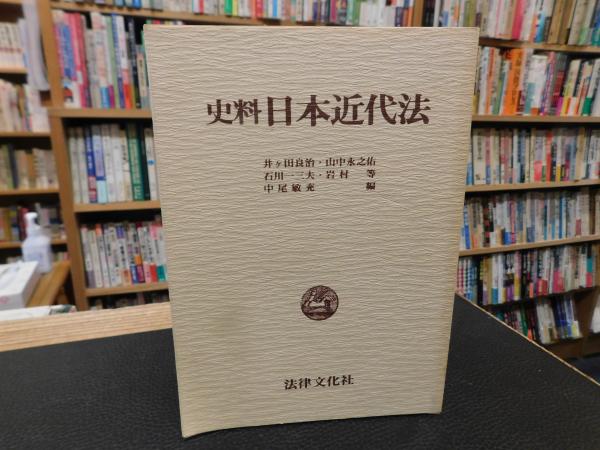 史料 日本近代法
井ヶ田良治・山中永之佑
石川一三夫・岩村 等
中尾敏充 編
法律文化社